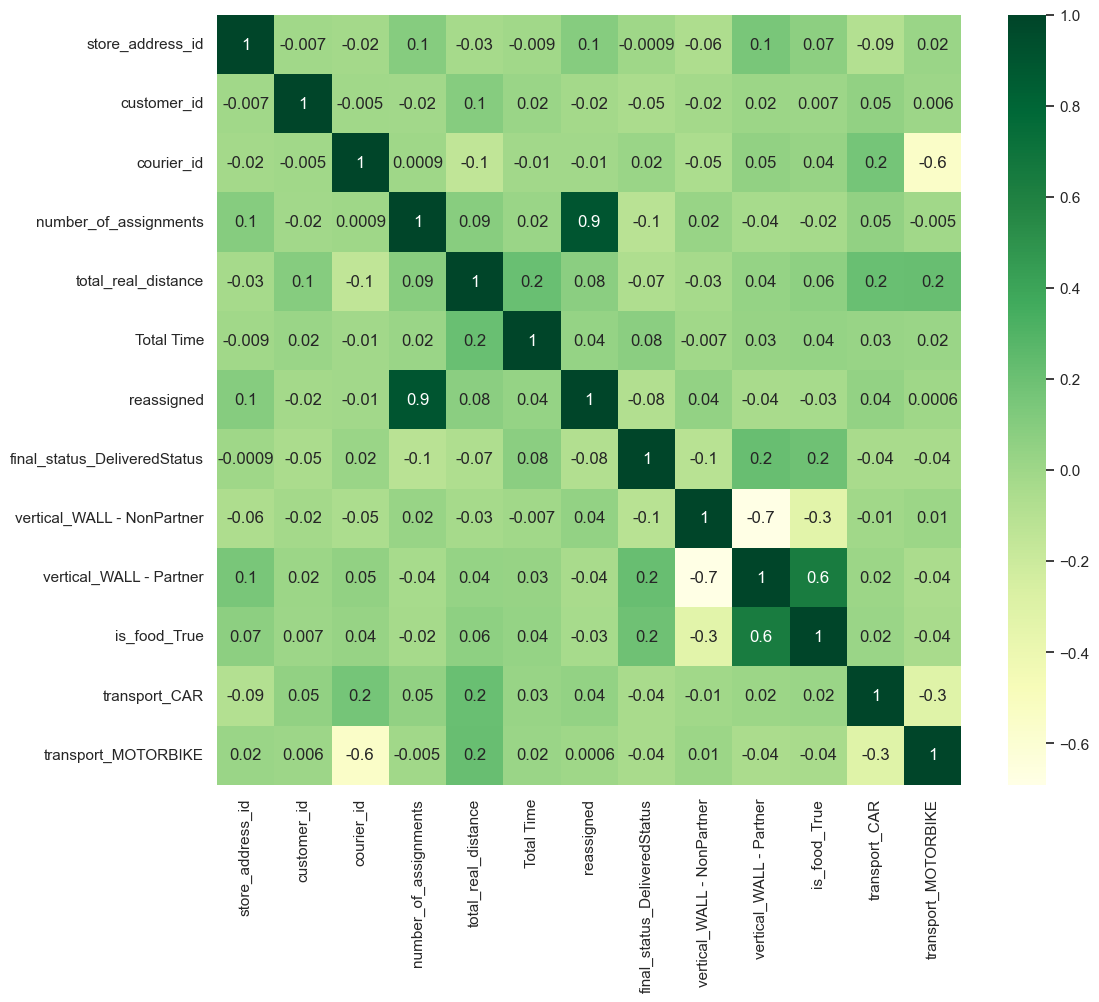 store_address_id 1 -0.007 -0.02 0.1 -0.03 -0.009 0.1 -0.0009 -0.06 0.1 0.07 -0.09 0.02
customer_id -0.007 1 -0.005 -0.02 0.1 0.02 -0.02 -0.05 -0.02 0.02 0.007 0.05 0.006
courier_id -0.02 -0.005 1 0.0009 -0.1 -0.01 -0.01 0.02 -0.05 0.05 0.04 0.2 -0.6
number_of_assignments 0.1 -0.02 0.0009 1 0.09 0.02 0.9 -0.1 0.02 -0.04 -0.02 0.05 -0.005
total_real_distance -0.03 0.1 -0.1 0.09 1 0.2 0.08 -0.07 -0.03 0.04 0.06 0.2 0.2
Total Time -0.009 0.02 -0.01 0.02 0.2 1 0.04 0.08 -0.007 0.03 0.04 0.03 0.02
reassigned 0.1 -0.02 -0.01 0.9 0.08 0.04 1 -0.08 0.04 -0.04 -0.03 0.04 0.0006
final_status_DeliveredStatus -0.0009 -0.05 0.02 -0.1 -0.07 0.08 -0.08 1 -0.1 0.2 0.2 -0.04 -0.04
vertical_WALL - NonPartner -0.06 -0.02 -0.05 0.02 -0.03 -0.007 0.04 -0.1 1 -0.7 -0.3 -0.01 0.01
vertical_WALL - Partner 0.1 0.02 0.05 -0.04 0.04 0.03 -0.04 0.2 -0.7 1 0.6 0.02 -0.04
is_food_True 0.07 0.007 0.04 -0.02 0.06 0.04 -0.03 0.2 -0.3 0.6 1 0.02 -0.04
transport_CAR -0.09 0.05 0.2 0.05 0.2 0.03 0.04 -0.04 -0.01 0.02 0.02 1 -0.3
transport_MOTORBIKE 0.02 0.006 -0.6 -0.005 0.2 0.02 0.0006 -0.04 0.01 -0.04 -0.04 -0.3 1
store_address_id
customer_id
courier_id
number_of_assignments
total_real_distance
Total Time
reassigned
final_status_DeliveredStatus
vertical_WALL - NonPartner
vertical_WALL - Partner
is_food_True
transport_CAR
transport_MOTORBIKE
1.0
0.8
0.6
0.4
0.2
0.0
−0.2
−0.4
−0.6